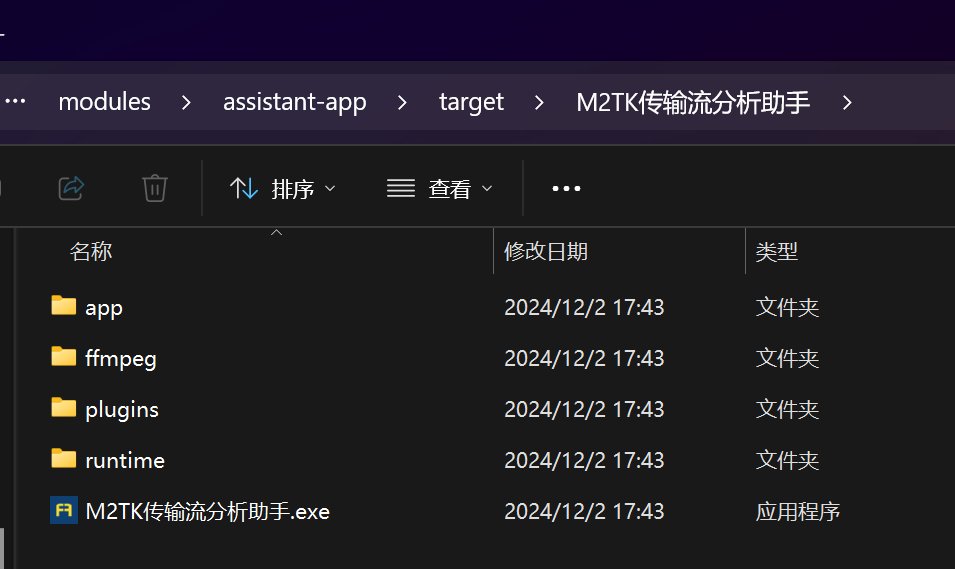 … modules > assistant-app > target > M2TK传输流分析助手 >
排序 查看 …
名称 修改日期 类型
app 2024/12/2 17:43 文件夹
ffmpeg 2024/12/2 17:43 文件夹
plugins 2024/12/2 17:43 文件夹
runtime 2024/12/2 17:43 文件夹
M2TK传输流分析助手.exe 2024/12/2 17:43 应用程序